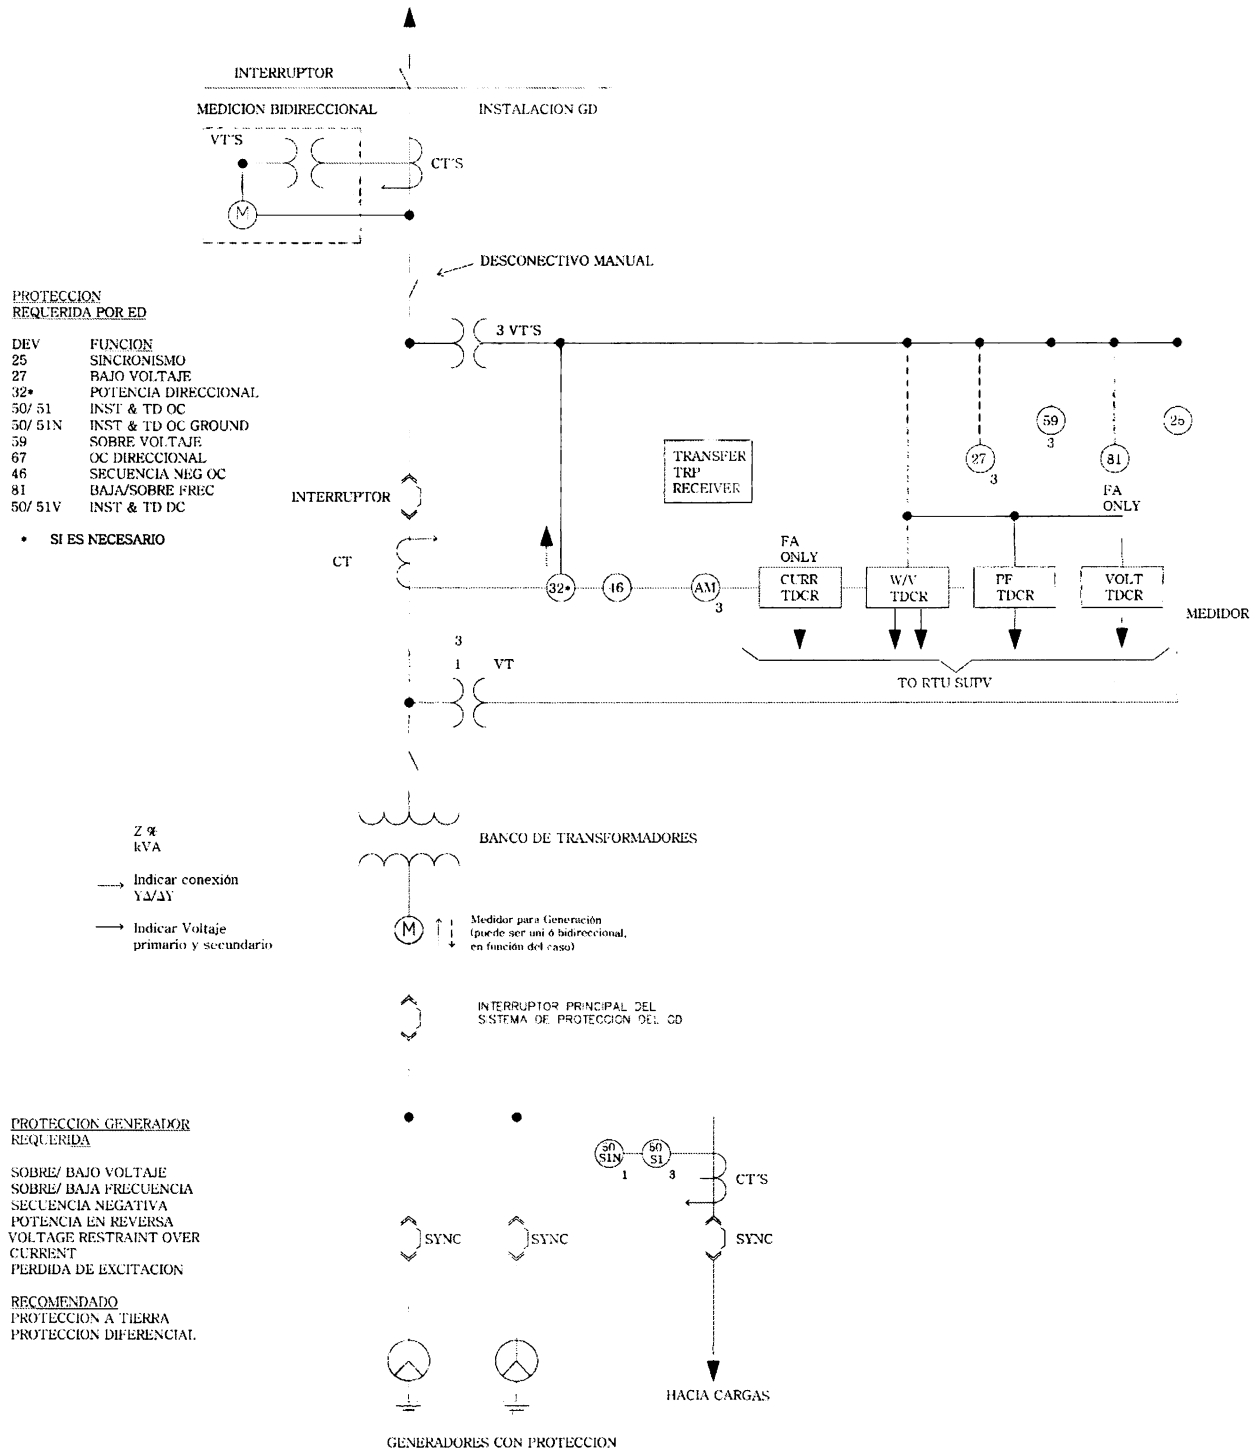 INTERRUPTOR
MEDICION BIDIRECCIONAL
INSTALACION GD
VT'S
CT'S
M
DESCONECTIVO MANUAL
PROTECCION
REQUERIDA POR ED
DEV FUNCION
25 SINCRONISMO
27 BAJO VOLTAJE
32* POTENCIA DIRECCIONAL
50/ 51 INST & TD OC
50/ 51N INST & TD OC GROUND
59 SOBRE VOLTAJE
67 OC DIRECCIONAL
46 SECUENCIA NEG OC
81 BAJA/SOBRE FREC
50/ 51V INST & TD DC
* SI ES NECESARIO
3 VT'S
59
3
25
27
3
81
FA
ONLY
TRANSFER
TRP
RECEIVER
INTERRUPTOR
CT
32*
46
AM
3
FA
ONLY
CURR
TDCR
W/V
TDCR
PF
TDCR
VOLT
TDCR
MEDIDOR
TO RTU SUPV
3
1
VT
Z %
kVA
Indicar conexión
YΔ/ΔY
Indicar Voltaje
primario y secundario
BANCO DE TRANSFORMADORES
M
Medidor para Generación
(puede ser uni ó bidireccional,
en función del caso)
INTERRUPTOR PRINCIPAL DEL
SISTEMA DE PROTECCION DEL GD
PROTECCION GENERADOR
REQUERIDA
SOBRE/ BAJO VOLTAJE
SOBRE/ BAJA FRECUENCIA
SECUENCIA NEGATIVA
POTENCIA EN REVERSA
VOLTAGE RESTRAINT OVER
CURRENT
PERDIDA DE EXCITACION
RECOMENDADO
PROTECCION A TIERRA
PROTECCION DIFERENCIAL
50
51N
1
50
51
3
CT'S
SYNC
SYNC
SYNC
HACIA CARGAS
GENERADORES CON PROTECCION